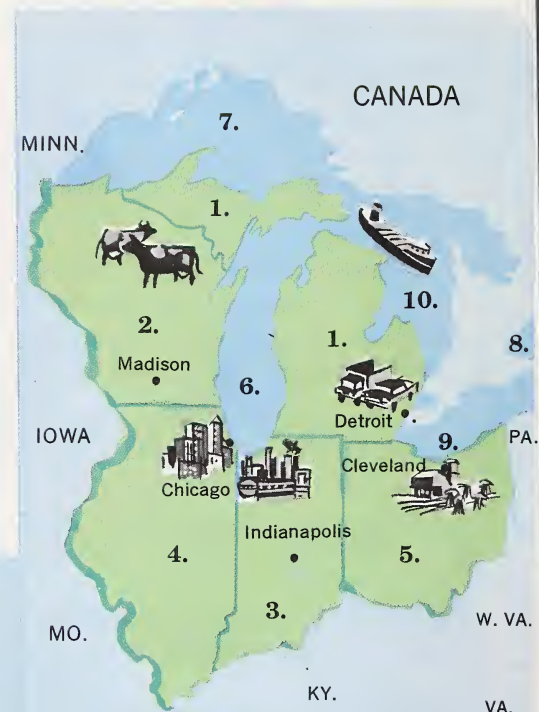 CANADA
7.
MINN.
1.
10.
2.
1.
8.
Madison
6.
Detroit
IOWA
9.
PA.
Cleveland
Chicago
Indianapolis
4.
5.
3.
W. VA.
MO.
KY.
VA.